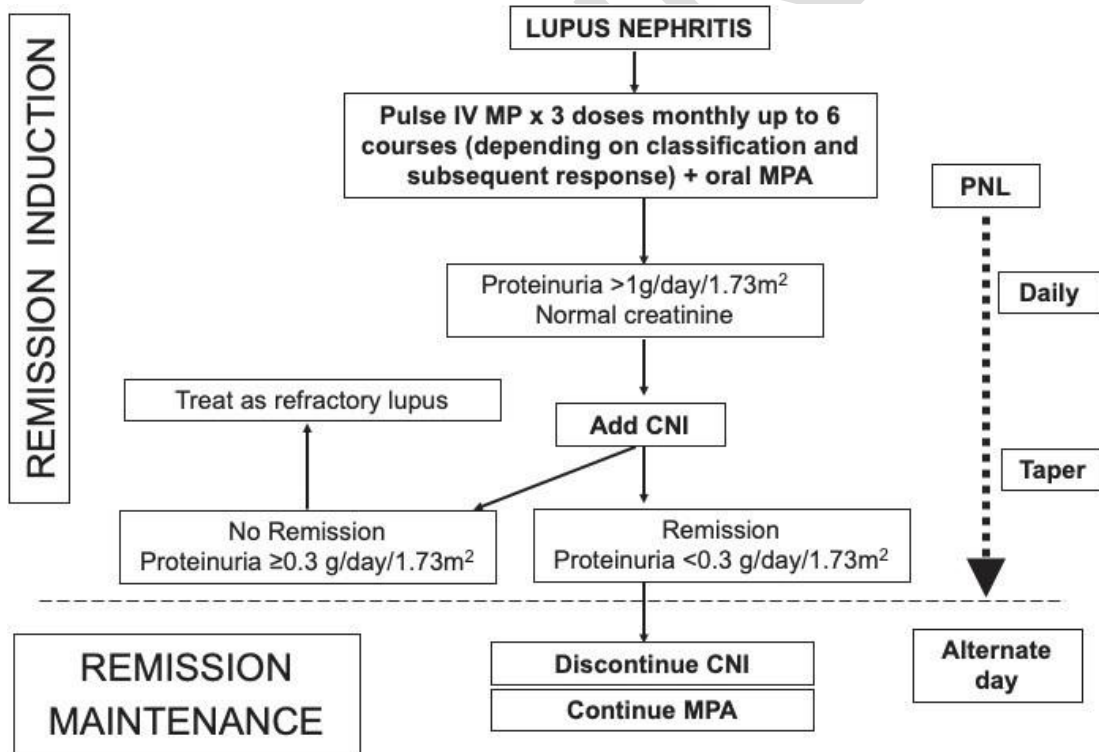 REMISSION INDUCTION
LUPUS NEPHRITIS
Pulse IV MP x 3 doses monthly up to 6
courses (depending on classification and
subsequent response) + oral MPA
PNL
Proteinuria >1g/day/1.73m²
Normal creatinine
Daily
Treat as refractory lupus
Add CNI
Taper
No Remission
Proteinuria ≥0.3 g/day/1.73m²
Remission
Proteinuria <0.3 g/day/1.73m²
REMISSION
MAINTENANCE
Discontinue CNI
Continue MPA
Alternate
day